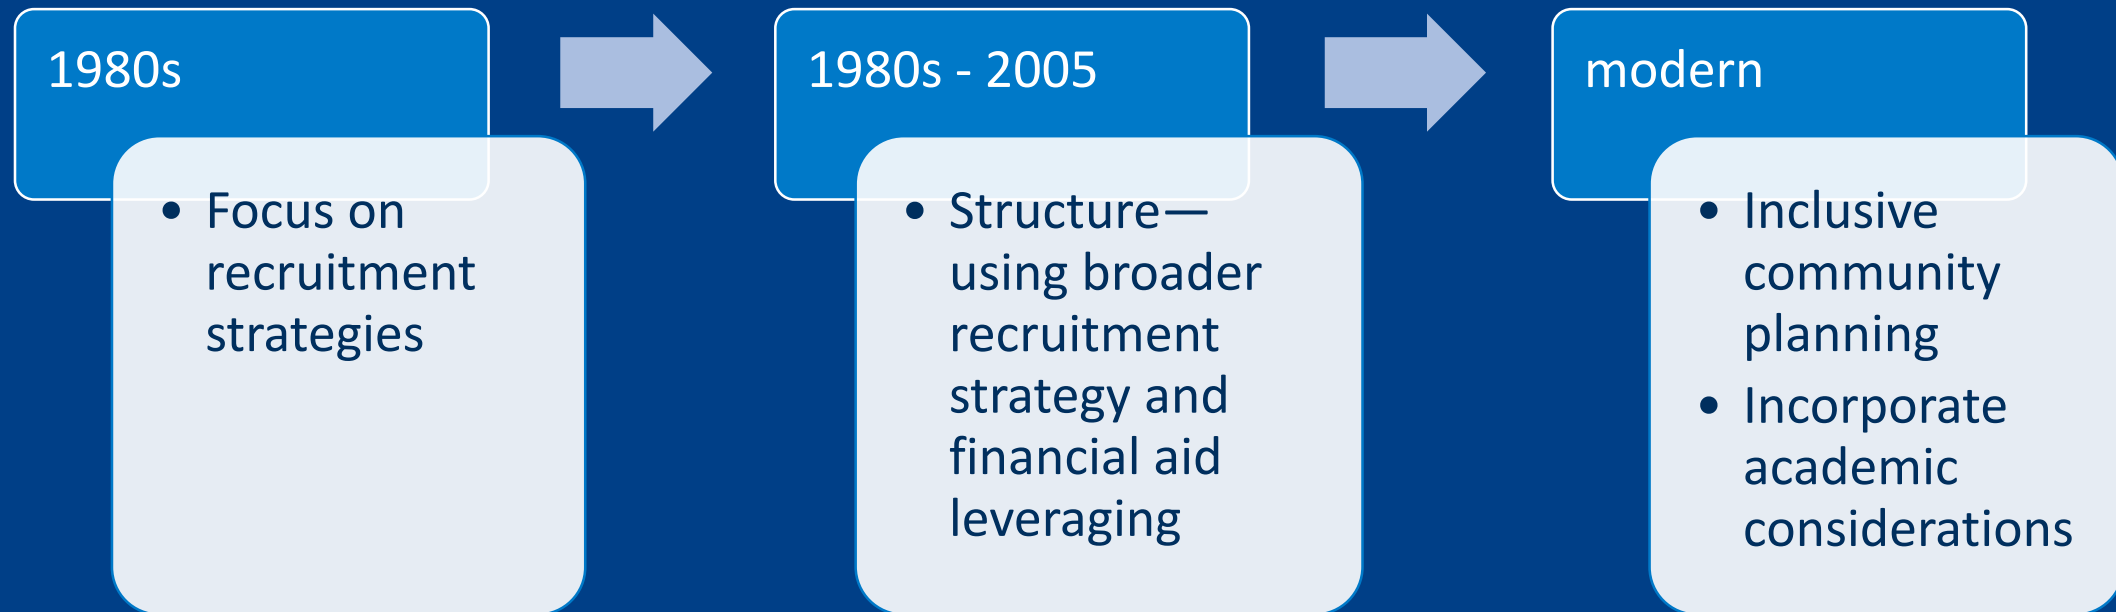 1980s
• Focus on
recruitment
strategies
1980s - 2005
• Structure—
using broader
recruitment
strategy and
financial aid
leveraging
modern
• Inclusive
community
planning
• Incorporate
academic
considerations